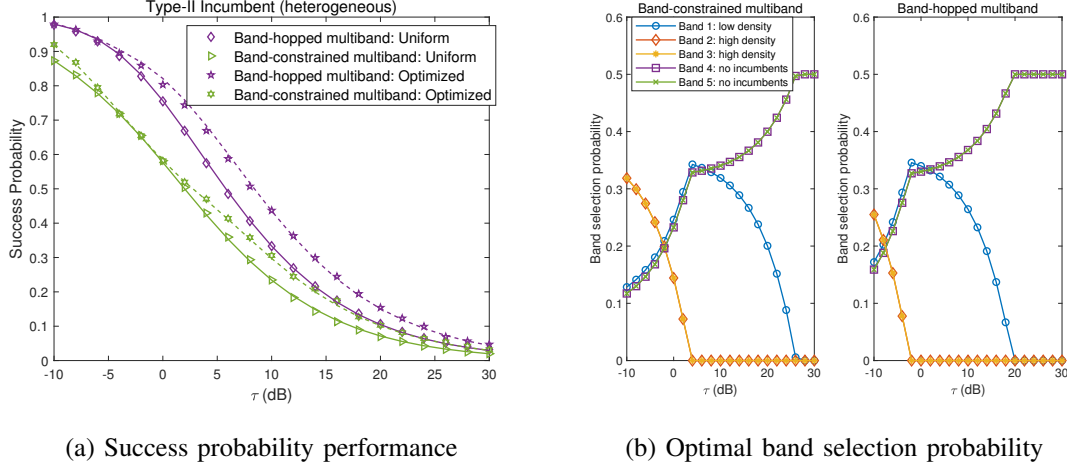 Type-II Incumbent (heterogeneous)
Band-hopped multiband: Uniform
Band-constrained multiband: Uniform
Band-hopped multiband: Optimized
Band-constrained multiband: Optimized
Success Probability
1
0.9
0.8
0.7
0.6
0.5
0.4
0.3
0.2
0.1
0
-10 -5 0 5 10 15 20 25 30
τ (dB)
(a) Success probability performance
Band-constrained multiband
Band 1: low density
Band 2: high density
Band 3: high density
Band 4: no incumbents
Band 5: no incumbents
Band selection probability
0.6
0.5
0.4
0.3
0.2
0.1
0
-10 0 10 20 30
τ (dB)
Band-hopped multiband
Band selection probability
0.6
0.5
0.4
0.3
0.2
0.1
0
-10 0 10 20 30
τ (dB)
(b) Optimal band selection probability